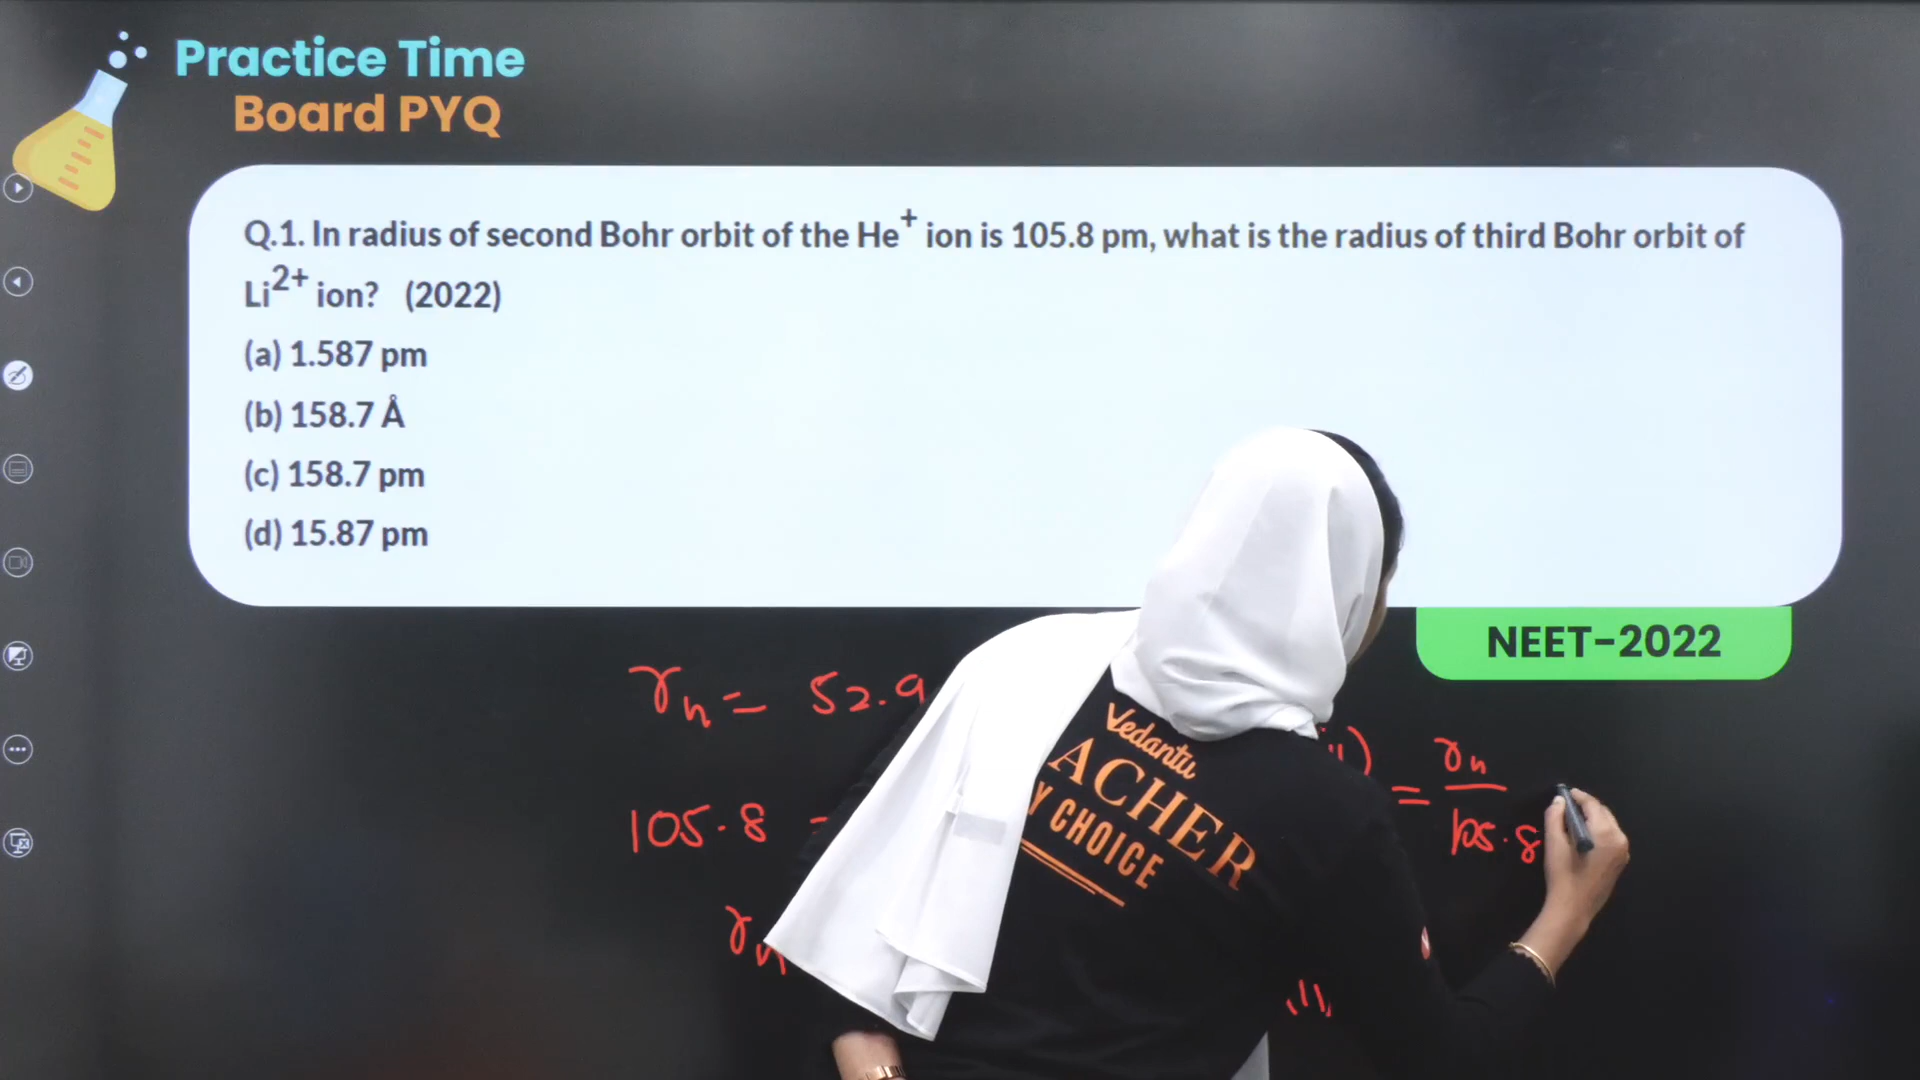 Practice Time
Board PYQ
Q.1. In radius of second Bohr orbit of the He⁺ ion is 105.8 pm, what is the radius of third Bohr orbit of
Li²⁺ ion? (2022)
(a) 1.587 pm
(b) 158.7 Å
(c) 158.7 pm
(d) 15.87 pm
NEET-2022
rₙ = 52.9
= rₙ
105.8
105.8 =
rₙ
Vedantu
ACHER
Y CHOICE